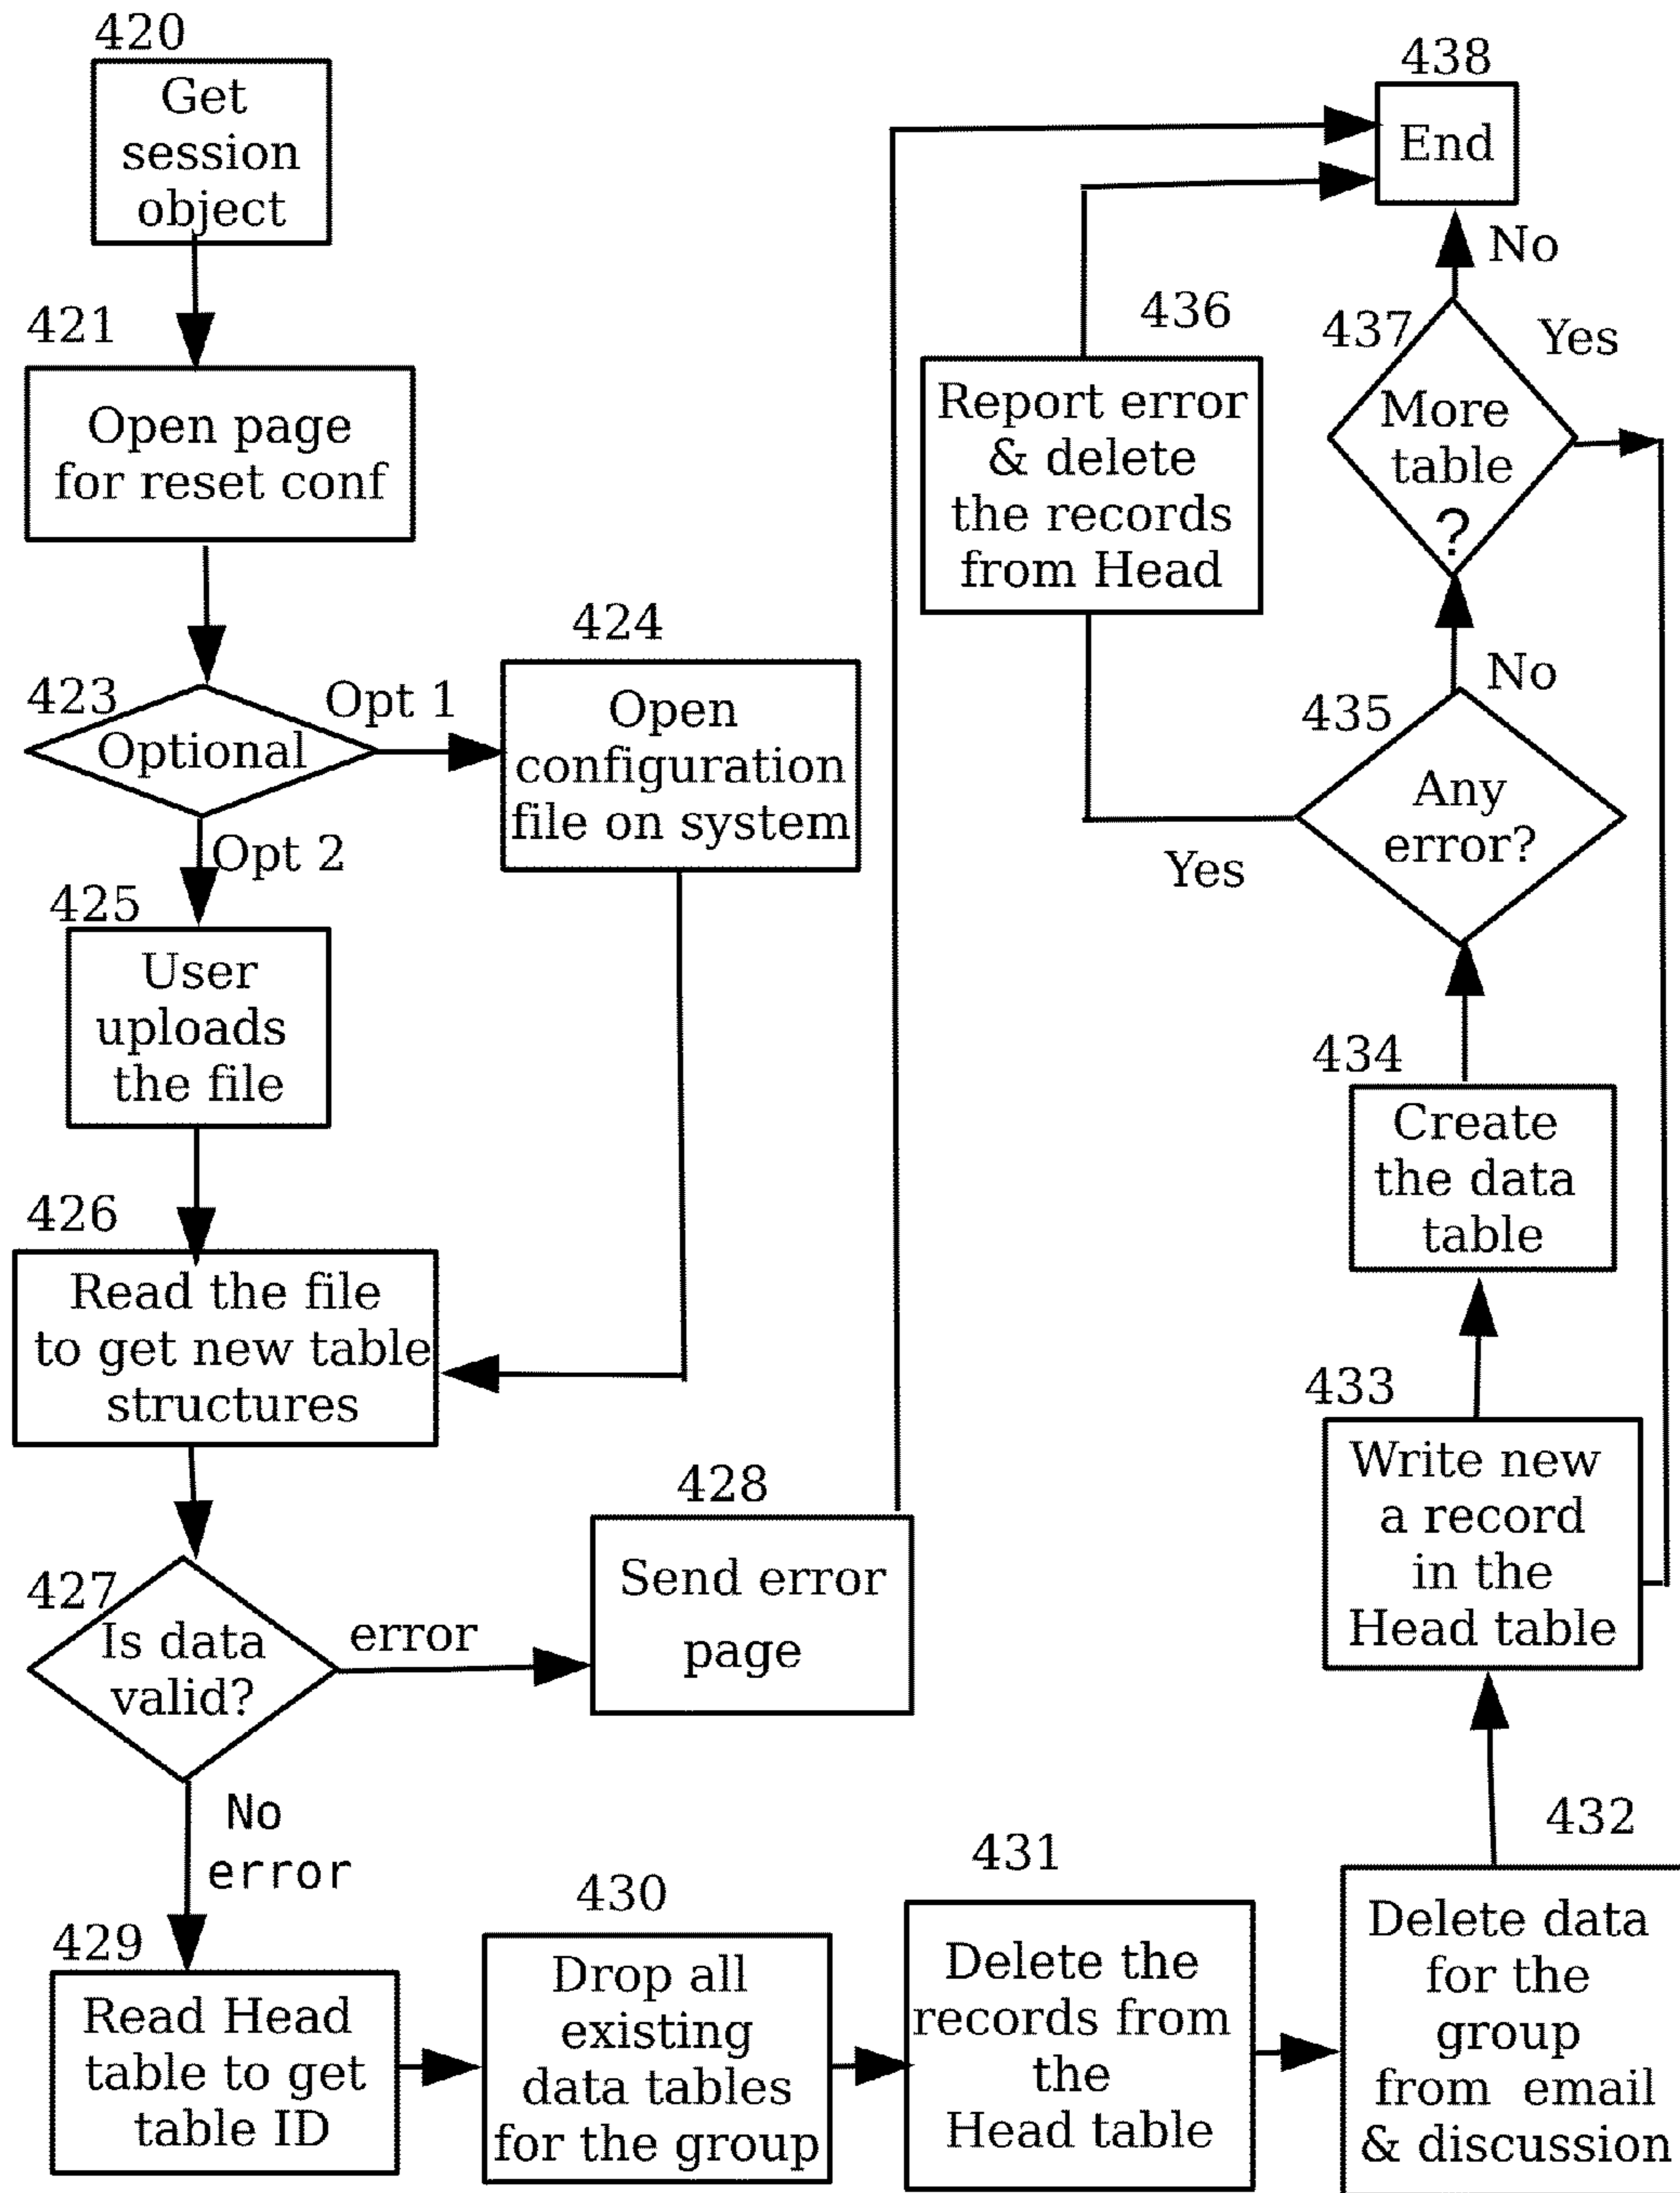 420
Get
session
object
421
Open page
for reset conf
423
Optional
Opt 1
Opt 2
424
Open
configuration
file on system
425
User
uploads
the file
426
Read the file
to get new table
structures
427
Is data
valid?
error
No
error
428
Send error
page
429
Read Head
table to get
table ID
430
Drop all
existing
data tables
for the group
431
Delete the
records from
the
Head table
432
Delete data
for the
group
from email
& discussion
433
Write new
a record
in the
Head table
434
Create
the data
table
435
Any
error?
Yes
No
436
Report error
& delete
the records
from Head
437
More
table
?
Yes
No
438
End